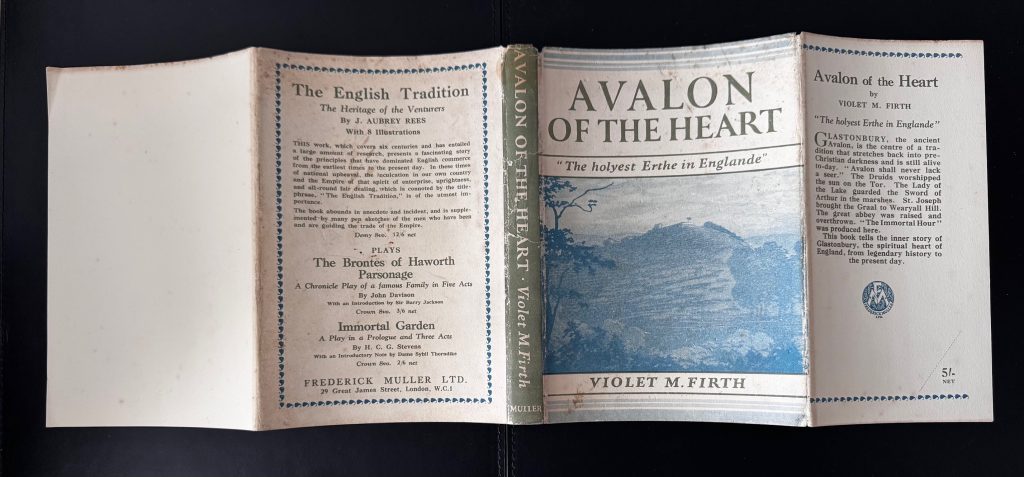 The English Tradition
The Heritage of the Venturers
By J. AUBREY REES
With 8 Illustrations
THIS work, which covers six centuries and has entailed
a large amount of research, presents a fascinating story
of the principles that have dominated English commerce
from the earliest times to the present day. In these times
of national upheaval, the inculcation in our own country
and the Empire of that spirit of enterprise, uprightness,
and all-round fair dealing, which is connoted by the title-
phrase, "The English Tradition," is of the utmost im-
portance.
The book abounds in anecdote and incident, and is supple-
mented by many pen sketches of the men who have been
and are guiding the trade of the Empire.
Demy 8vo. 12/6 net
PLAYS
The Brontes of Haworth
Parsonage
A Chronicle Play of a famous Family in Five Acts
By John Davison
With an Introduction by Sir Barry Jackson
Crown 8vo. 3/6 net
Immortal Garden
A Play in a Prologue and Three Acts
By H. C. G. Stevens
With an Introductory Note by Dame Sybil Thorndike
Crown 8vo. 2/6 net
FREDERICK MULLER LTD.
29 Great James Street, London, W.C.1
AVALON OF THE HEART · Violet M Firth
MULLER
AVALON
OF THE HEART
"The holyest Erthe in Englande"
VIOLET M. FIRTH
Avalon of the Heart
by
VIOLET M. FIRTH
"The holyest Erthe in Englande"
GLASTONBURY, the ancient
Avalon, is the centre of a tra-
dition that stretches back into pre-
Christian darkness and is still alive
to-day. "Avalon shall never lack
a seer." The Druids worshipped
the sun on the Tor. The Lady of
the Lake guarded the Sword of
Arthur in the marshes. St. Joseph
brought the Graal to Wearyall Hill.
The great abbey was raised and
overthrown. "The Immortal Hour"
was produced here.
This book tells the inner story of
Glastonbury, the spiritual heart of
England, from legendary history to
the present day.
5/-
NET